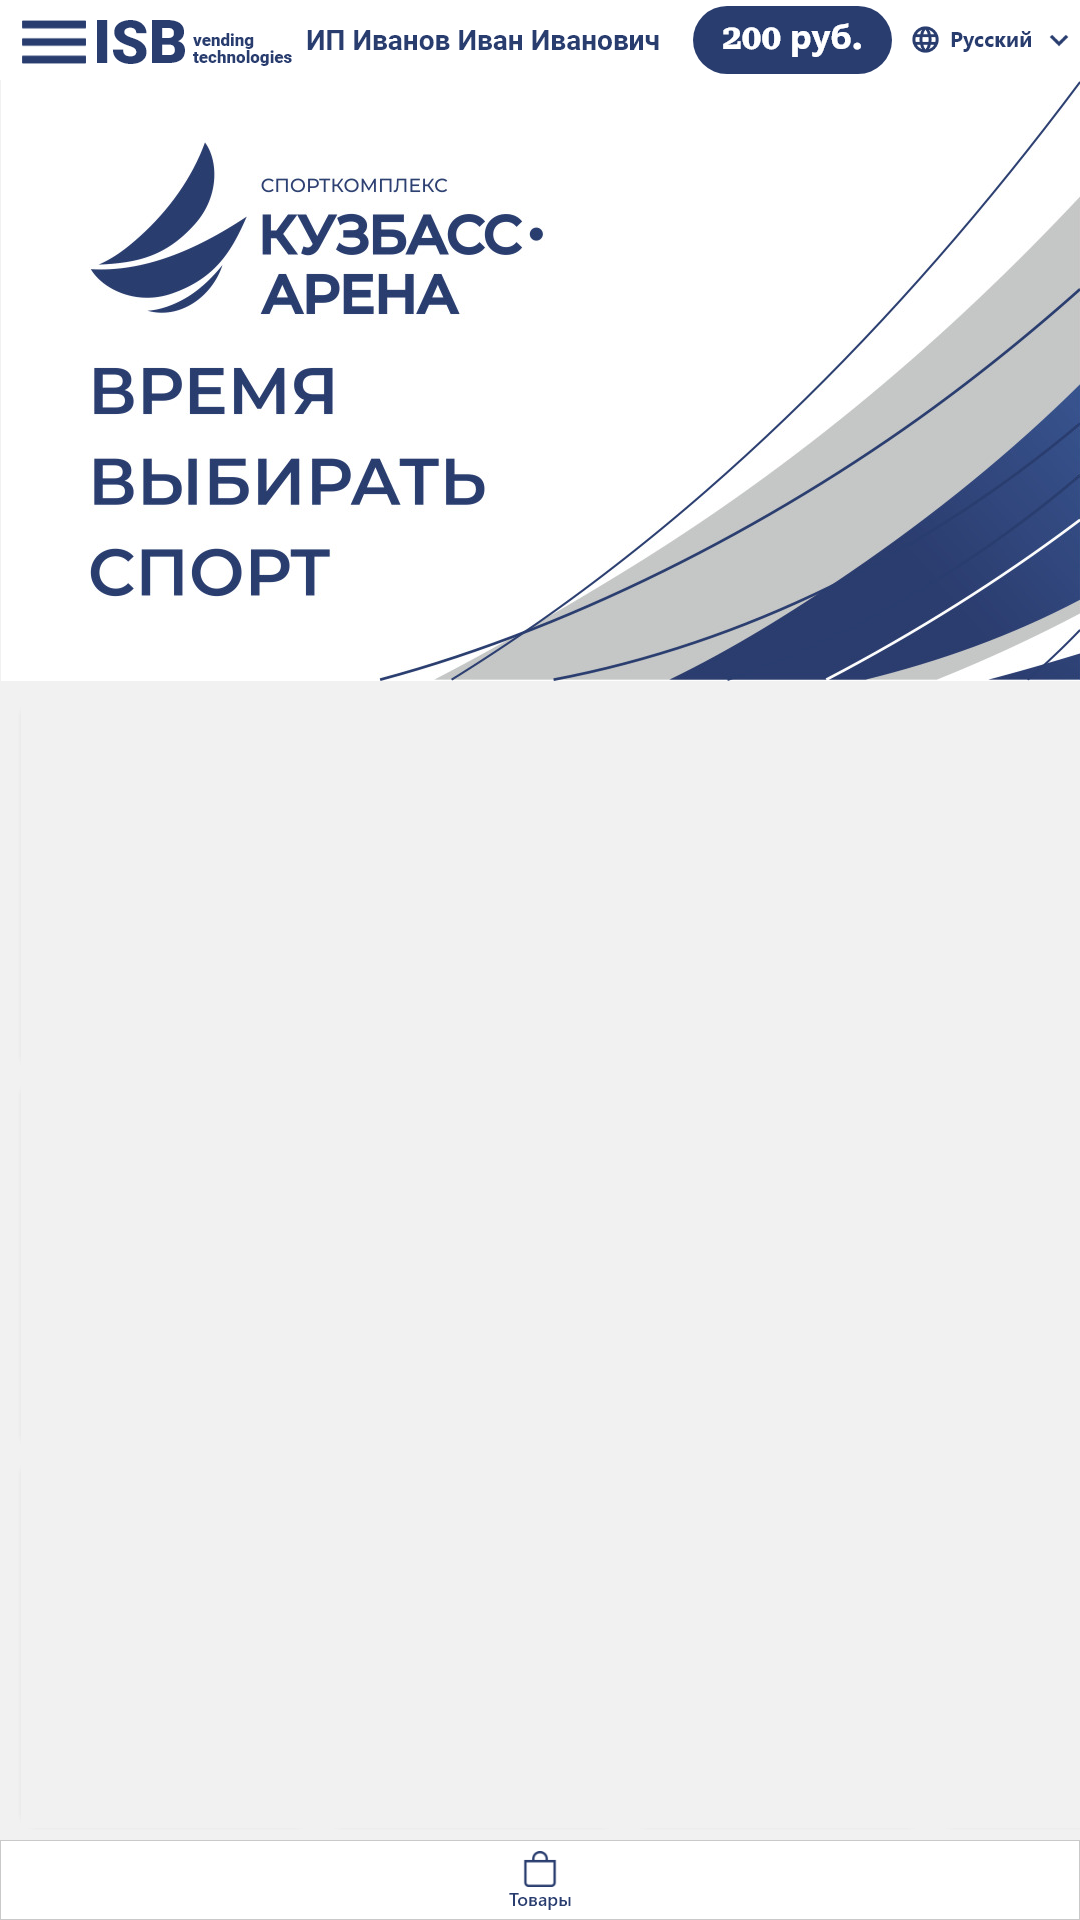 ISB vending technologies ИП Иванов Иван Иванович 200 руб. Русский
СПОРТКОМПЛЕКС
КУЗБАСС·
АРЕНА
ВРЕМЯ
ВЫБИРАТЬ
СПОРТ
Товары